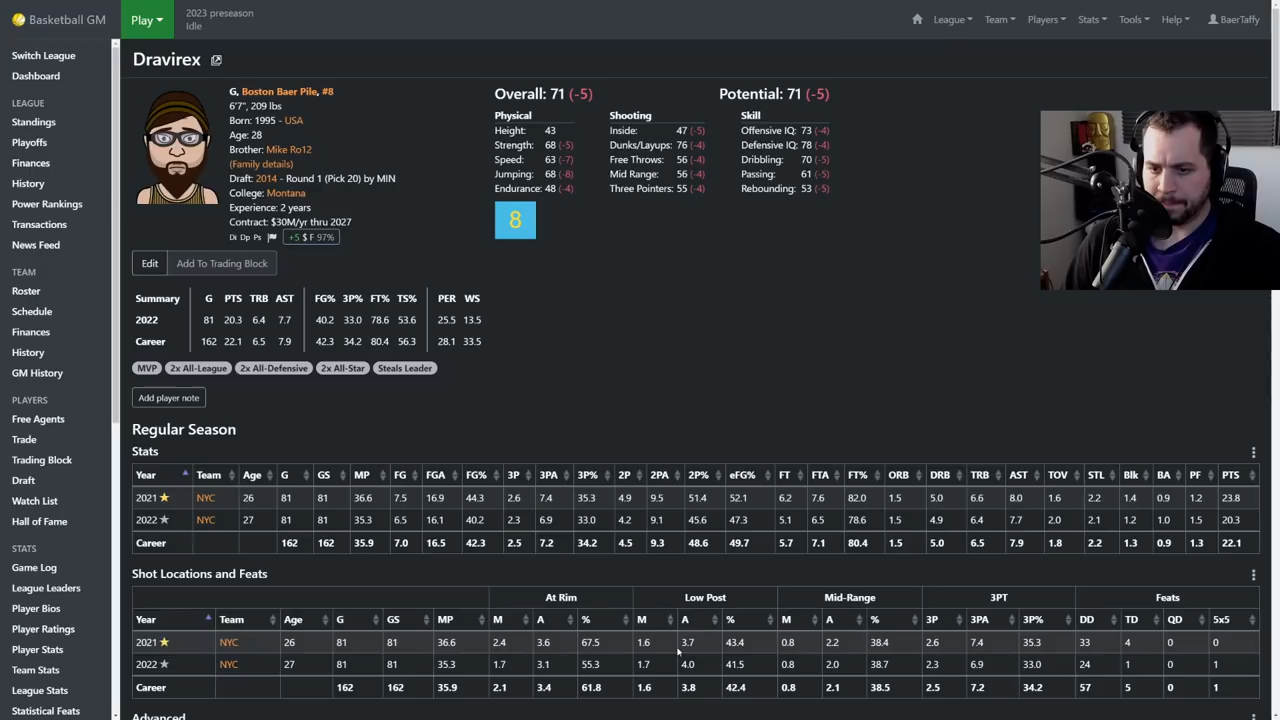 Basketball GM
Play
2023 preseason
Idle
League
Team
Players
Stats
Tools
Help
BaerTaffy
Switch League
Dashboard
LEAGUE
Standings
Playoffs
Finances
History
Power Rankings
Transactions
News Feed
TEAM
Roster
Schedule
Finances
History
GM History
PLAYERS
Free Agents
Trade
Trading Block
Draft
Watch List
Hall of Fame
STATS
Game Log
League Leaders
Player Bios
Player Ratings
Player Stats
Team Stats
League Stats
Statistical Feats
Dravirex
G, Boston Baer Pile, #8
6'7", 209 lbs
Born: 1995 - USA
Age: 28
Brother: Mike Ro12
(Family details)
Draft: 2014 - Round 1 (Pick 20) by MIN
College: Montana
Experience: 2 years
Contract: $30M/yr thru 2027
Di Dp Ps +5 $ F 97%
Edit Add To Trading Block
Overall: 71 (-5) Potential: 71 (-5)
Physical Shooting Skill
Height: 43 Inside: 47 (-5) Offensive IQ: 73 (-4)
Strength: 68 (-5) Dunks/Layups: 76 (-4) Defensive IQ: 78 (-4)
Speed: 63 (-7) Free Throws: 56 (-4) Dribbling: 70 (-5)
Jumping: 68 (-8) Mid Range: 56 (-4) Passing: 61 (-5)
Endurance: 48 (-4) Three Pointers: 55 (-4) Rebounding: 53 (-5)
8
Summary G PTS TRB AST FG% 3P% FT% TS% PER WS
2022 81 20.3 6.4 7.7 40.2 33.0 78.6 53.6 25.5 13.5
Career 162 22.1 6.5 7.9 42.3 34.2 80.4 56.3 28.1 33.5
MVP 2x All-League 2x All-Defensive 2x All-Star Steals Leader
Add player note
Regular Season
Stats
Year Team Age G GS MP FG FGA FG% 3P 3PA 3P% 2P 2PA 2P% eFG% FT FTA FT% ORB DRB TRB AST TOV STL Blk BA PF PTS
2021 NYC 26 81 81 36.6 7.5 16.9 44.3 2.6 7.4 35.3 4.9 9.5 51.4 52.1 6.2 7.6 82.0 1.5 5.0 6.6 8.0 1.6 2.2 1.4 0.9 1.2 23.8
2022 NYC 27 81 81 35.3 6.5 16.1 40.2 2.3 6.9 33.0 4.2 9.1 45.6 47.3 5.1 6.5 78.6 1.5 4.9 6.4 7.7 2.0 2.1 1.2 1.0 1.5 20.3
Career 162 162 35.9 7.0 16.5 42.3 2.5 7.2 34.2 4.5 9.3 48.6 49.7 5.7 7.1 80.4 1.5 5.0 6.5 7.9 1.8 2.2 1.3 0.9 1.3 22.1
Shot Locations and Feats
At Rim Low Post Mid-Range 3PT Feats
Year Team Age G GS MP M A % M A % M A % 3P 3PA 3P% DD TD QD 5x5
2021 NYC 26 81 81 36.6 2.4 3.6 67.5 1.6 3.7 43.4 0.8 2.2 38.4 2.6 7.4 35.3 33 4 0 0
2022 NYC 27 81 81 35.3 1.7 3.1 55.3 1.7 4.0 41.5 0.8 2.0 38.7 2.3 6.9 33.0 24 1 0 1
Career 162 162 35.9 2.1 3.4 61.8 1.6 3.8 42.4 0.8 2.1 38.5 2.5 7.2 34.2 57 5 0 1
Advanced